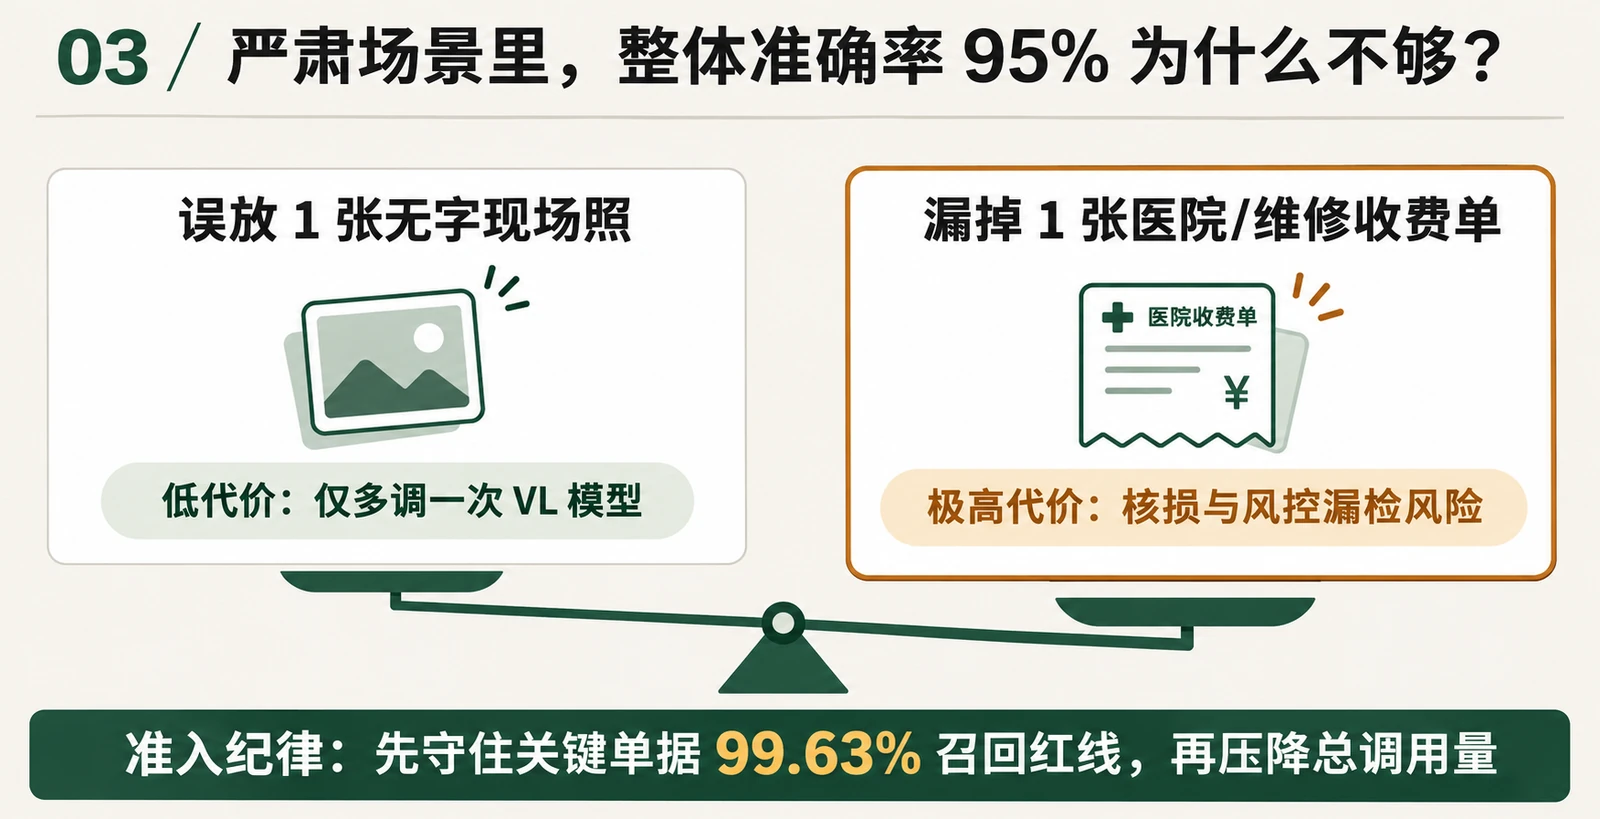 03 / 严肃场景里，整体准确率 95% 为什么不够？
误放 1 张无字现场照
低代价：仅多调一次 VL 模型
漏掉 1 张医院/维修收费单
医院收费单
¥
极高代价：核损与风控漏检风险
准入纪律：先守住关键单据 99.63% 召回红线，再压降总调用量